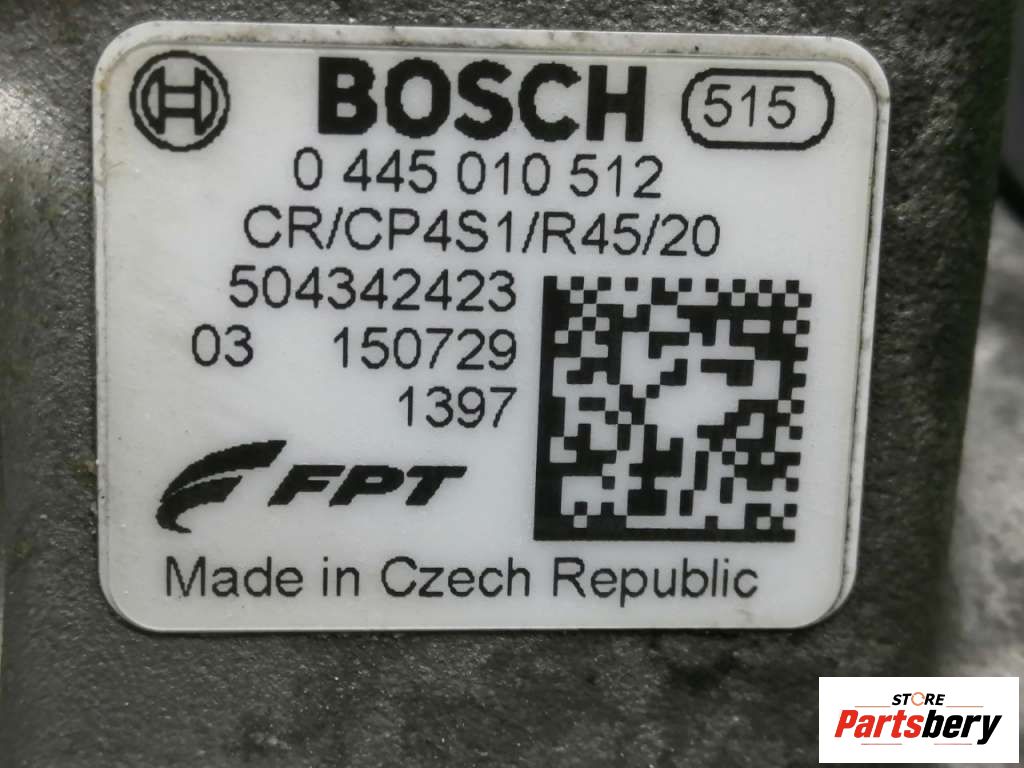 BOSCH 515
0 445 010 512
CR/CP4S1/R45/20
504342423
03 150729
1397
FPT
Made in Czech Republic
STORE
Partsbery